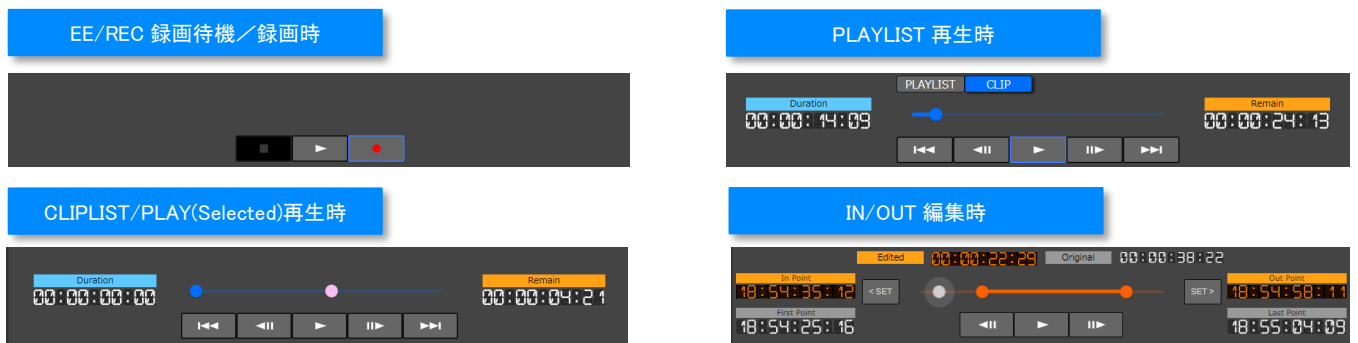 EE/REC 録画待機／録画時
PLAYLIST 再生時
PLAYLIST CLIP
Duration
00:00:14:09
Remain
00:00:24:13
CLIPLIST/PLAY(Selected)再生時
Duration
00:00:00:00
Remain
00:00:04:21
IN/OUT 編集時
Edited 00:00:22:29 Original 00:00:38:22
In Point
18:54:35:12
< SET
SET >
Out Point
18:54:58:11
First Point
18:54:25:16
Last Point
18:55:04:09